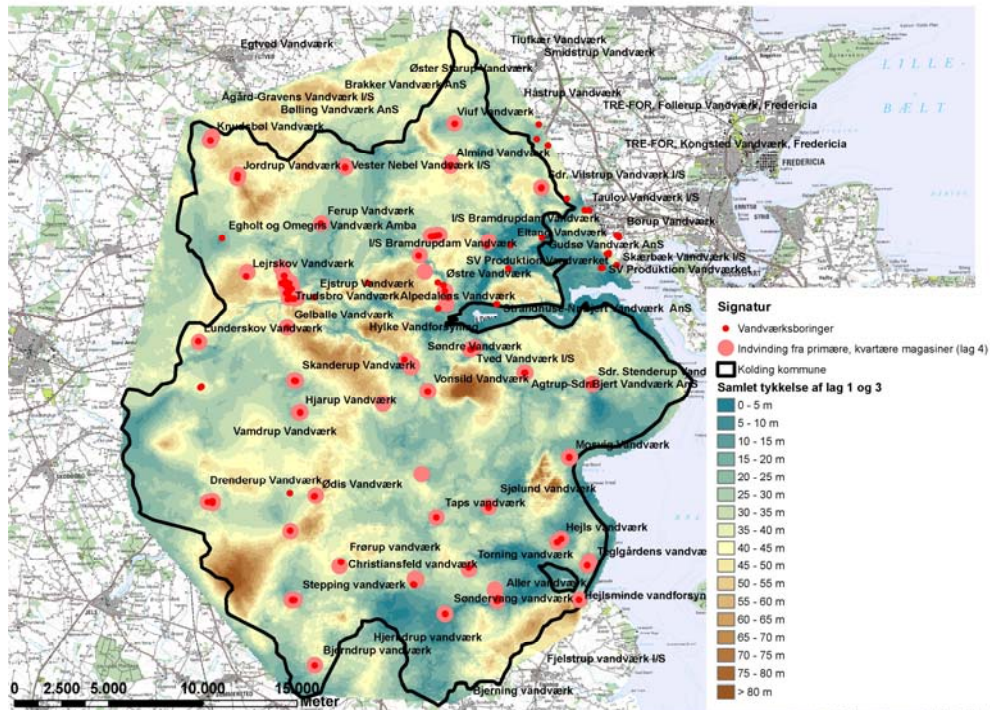 Egtved Vandværk
Tiufkær Vandværk
Smidstrup Vandværk
Øster Starup Vandværk
Brakker Vandværk AnS
Håstrup Vandværk
Ågård-Gravens Vandværk I/S
Bølling Vandværk AnS
TRE-FOR, Follerup Vandværk, Fredericia
Viuf Vandværk
Knudsbøl Vandværk
TRE-FOR, Kongsted Vandværk, Fredericia
Almind Vandværk
FREDERICIA
Jordrup Vandværk
Vester Nebel Vandværk I/S
Sdr. Vilstrup Vandværk I/S
Taulov Vandværk I/S
Ferup Vandværk
I/S Bramdrupdam Vandværk
Borup Vandværk
Egholt og Omegns Vandværk Amba
Eltang Vandværk
I/S Bramdrupdam Vandværk
Gudsø Vandværk AnS
Skærbæk Vandværk I/S
SV Produktion Vandværket
SV Produktion Vandværket
Lejrskov Vandværk
Østre Vandværk
Ejstrup Vandværk
Trudsbro Vandværk
Alpedalens Vandværk
Strandhuse-Nr Bjert Vandværk AnS
Gelballe Vandværk
Lunderskov Vandværk
Hylke Vandforsyning
Søndre Vandværk
Tved Vandværk I/S
Skanderup Vandværk
Sdr. Stenderup Vand
Vonsild Vandværk
Agtrup-Sdr Bjert Vandværk AnS
Hjarup Vandværk
Vamdrup Vandværk
Mosvig Vandværk
Drenderup Vandværk
Ødis Vandværk
Sjølund vandværk
Taps vandværk
Hejls vandværk
Frørup vandværk
Torning vandværk
Teglgårdens vandvæ
Christiansfeld vandværk
Stepping vandværk
Aller vandværk
Søndervang vandværk
Hejlsminde vandforsyn
Hjerndrup vandværk
Bjerndrup vandværk
Fjelstrup vandværk I/S
Bjerning vandværk
LILLE-
BÆLT
STRIB
0 2.500 5.000 10.000 15.000
Meter
Signatur
Vandværksboringer
Indvinding fra primære, kvartære magasiner (lag 4)
Kolding kommune
Samlet tykkelse af lag 1 og 3
0 - 5 m
5 - 10 m
10 - 15 m
15 - 20 m
20 - 25 m
25 - 30 m
30 - 35 m
35 - 40 m
40 - 45 m
45 - 50 m
50 - 55 m
55 - 60 m
60 - 65 m
65 - 70 m
70 - 75 m
75 - 80 m
> 80 m